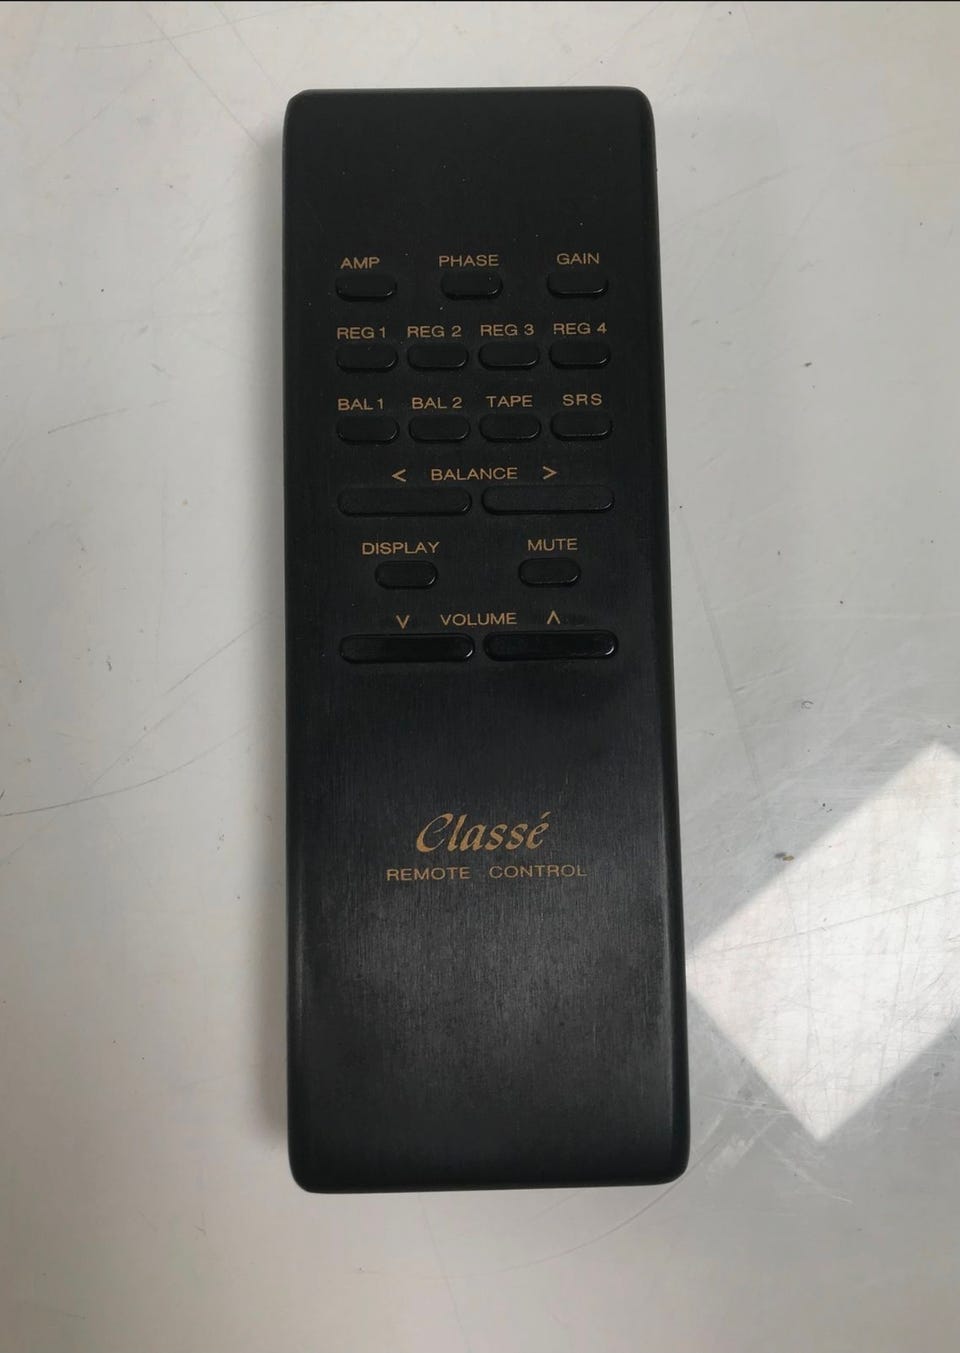 AMP PHASE GAIN
REG 1 REG 2 REG 3 REG 4
BAL 1 BAL 2 TAPE SRS
< BALANCE >
DISPLAY MUTE
∨ VOLUME ∧
Classé
REMOTE CONTROL